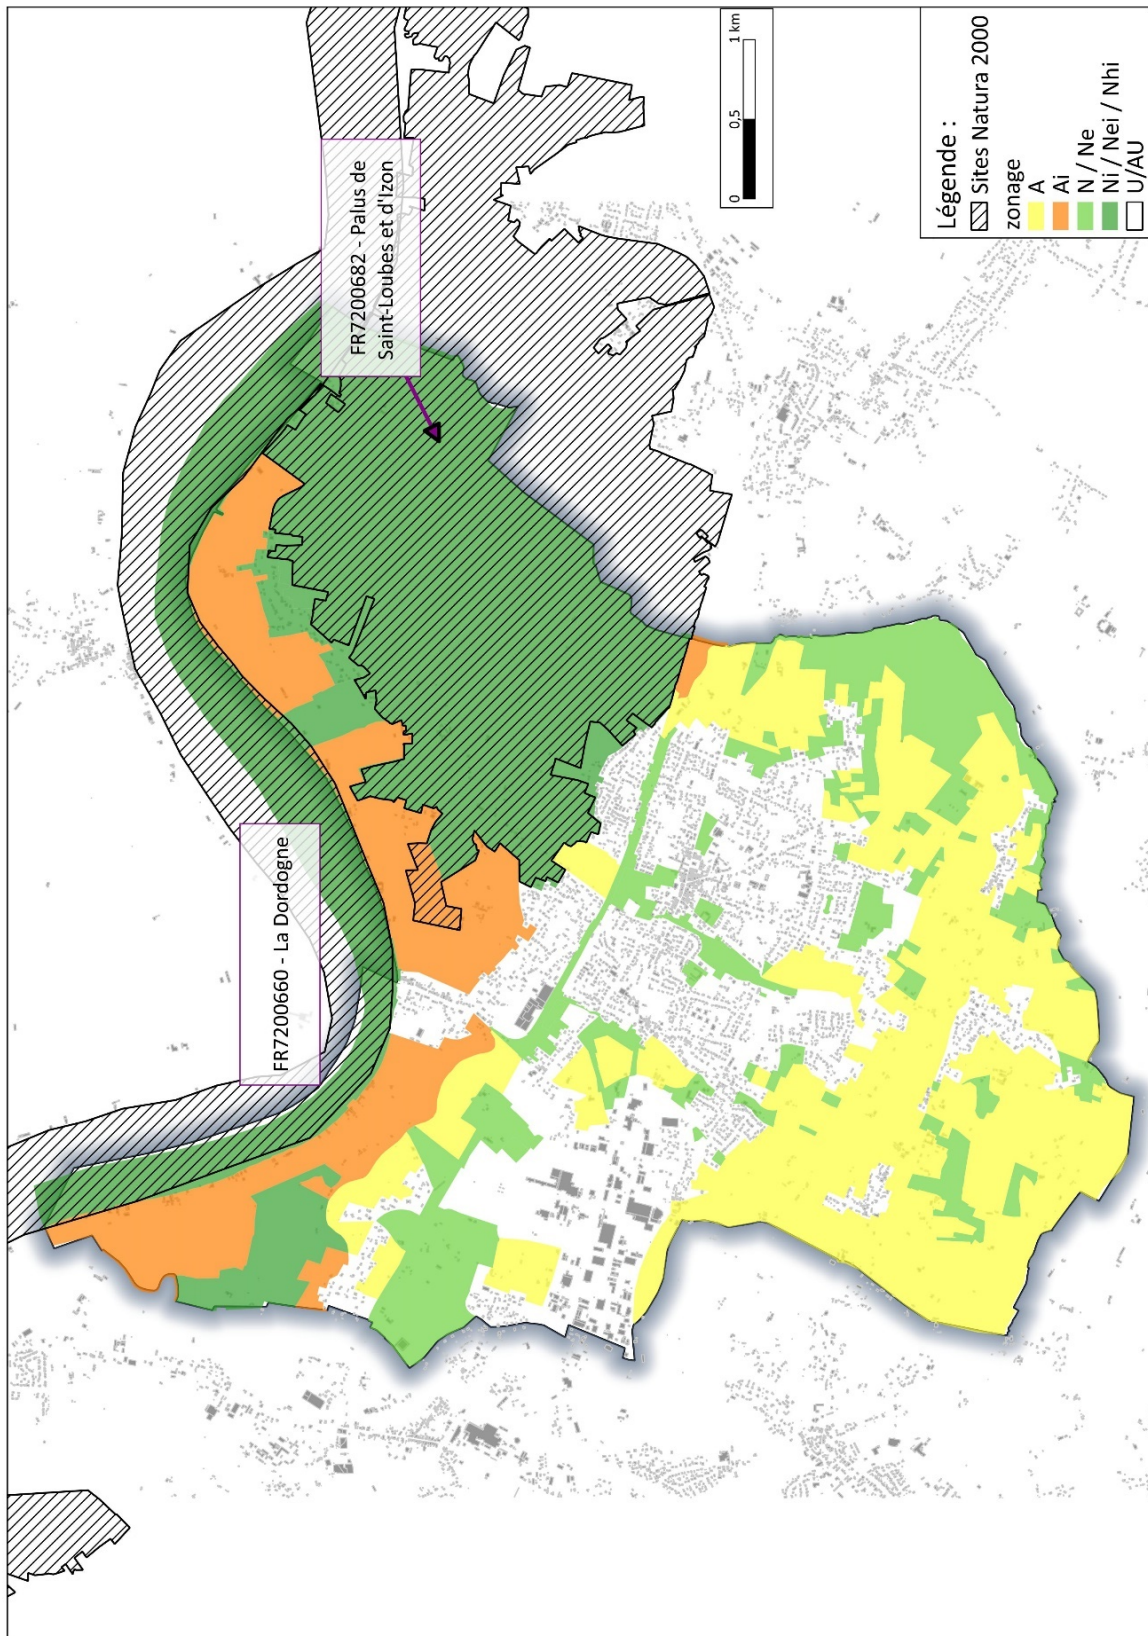 FR7200660 - La Dordogne
FR7200682 - Palus de
Saint-Loubes et d'Izon
0
0,5
1 km
Légende :
Sites Natura 2000
zonage
A
Ai
N / Ne
Ni / Nei / Nhi
U/AU